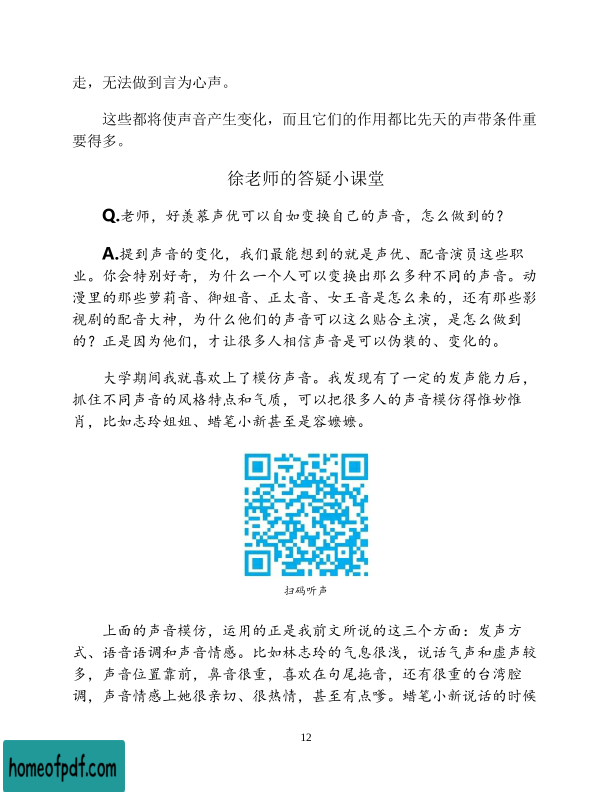 走，无法做到言为心声。
这些都将使声音产生变化，而且它们的作用都比先天的声带条件重
要得多。
徐老师的答疑小课堂
Q.老师，好羡慕声优可以自如变换自己的声音，怎么做到的？
A.提到声音的变化，我们最能想到的就是声优、配音演员这些职
业。你会特别好奇，为什么一个人可以变换出那么多种不同的声音。动
漫里的那些萝莉音、御姐音、正太音、女王音是怎么来的，还有那些影
视剧的配音大神，为什么他们的声音可以这么贴合主演，是怎么做到
的？正是因为他们，才让很多人相信声音是可以伪装的、变化的。
大学期间我就喜欢上了模仿声音。我发现有了一定的发声能力后，
抓住不同声音的风格特点和气质，可以把很多人的声音模仿得惟妙惟
肖，比如志玲姐姐、蜡笔小新甚至是容嬷嬷。
扫码听声
上面的声音模仿，运用的正是我前文所说的这三个方面：发声方
式、语音语调和声音情感。比如林志玲的气息很浅，说话气声和虚声较
多，声音位置靠前，鼻音很重，喜欢在句尾拖音，还有很重的台湾腔
调，声音情感上她很亲切、很热情，甚至有点嗲。蜡笔小新说话的时候
12
homeofpdf.com